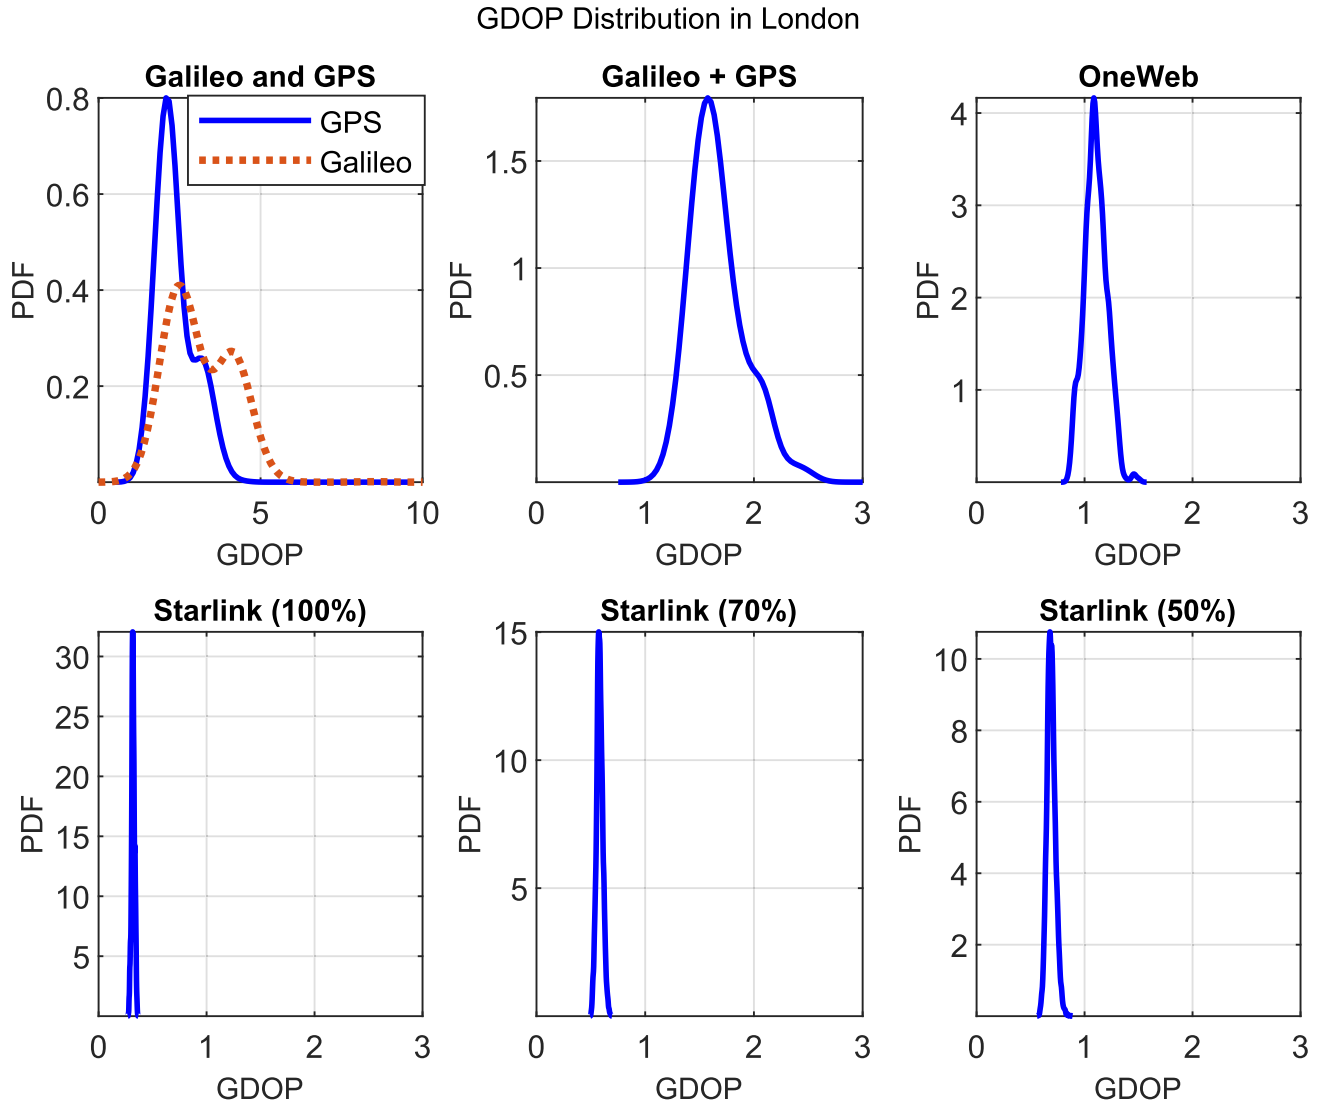 GDOP Distribution in London
Galileo and GPS
0.8
0.6
0.4
0.2
PDF
0 5 10
GDOP
GPS
Galileo
Galileo + GPS
1.5
1
0.5
PDF
0 1 2 3
GDOP
OneWeb
4
3
2
1
PDF
0 1 2 3
GDOP
Starlink (100%)
30
25
20
15
10
5
PDF
0 1 2 3
GDOP
Starlink (70%)
15
10
5
PDF
0 1 2 3
GDOP
Starlink (50%)
10
8
6
4
2
PDF
0 1 2 3
GDOP